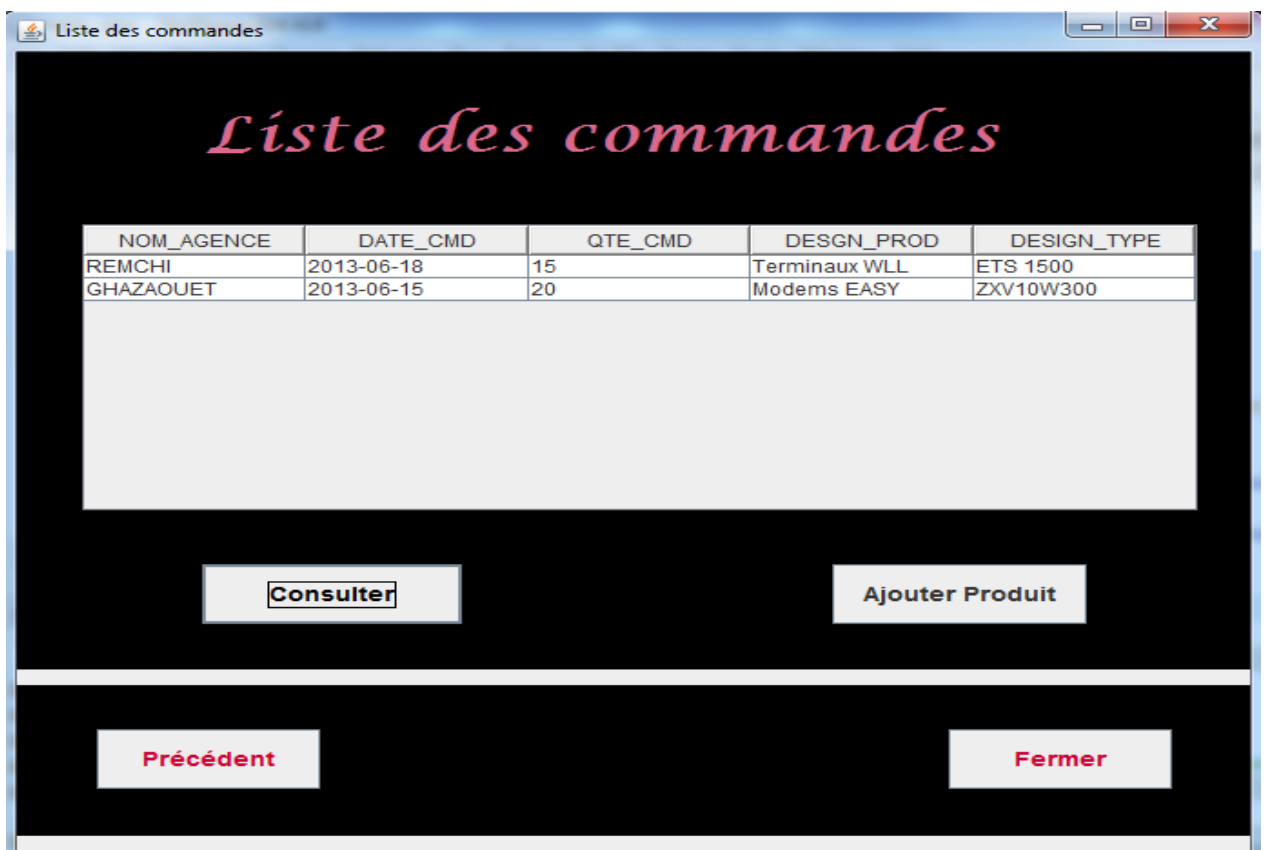 Liste des commandes
Liste des commandes
NOM_AGENCE DATE_CMD QTE_CMD DESGN_PROD DESIGN_TYPE
REMCHI 2013-06-18 15 Terminaux WLL ETS 1500
GHAZAOUET 2013-06-15 20 Modems EASY ZXV10W300
Consulter Ajouter Produit
Précédent Fermer